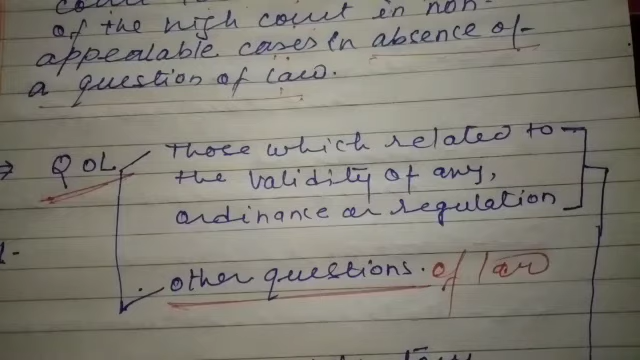 of the high court in non-
appealable cases in absence of
a question of law.
→ QOL
Those which related to
the validity of any,
ordinance or regulation
other questions. of law